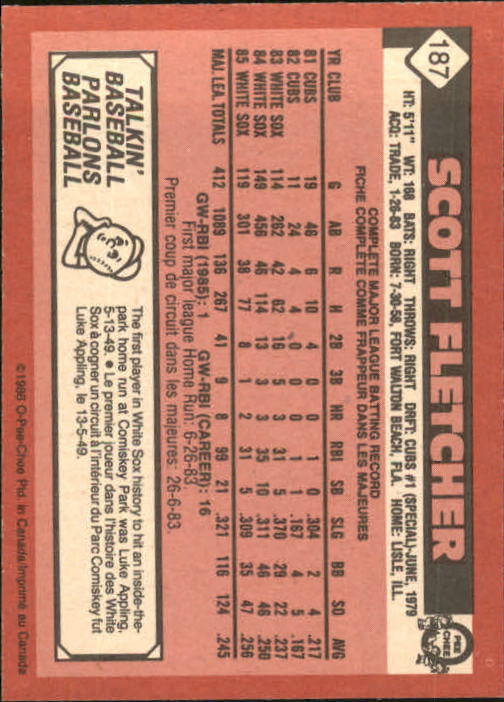 187
SCOTT FLETCHER
O PEE CHEE
HT: 5'11" WT: 168 BATS: RIGHT THROWS: RIGHT DRFT: CUBS #1 (SPECIAL)-JUNE, 1979
ACQ: TRADE, 1-26-83 BORN: 7-30-58, FORT WALTON BEACH, FLA. HOME: LISLE, ILL.
COMPLETE MAJOR LEAGUE BATTING RECORD
FICHE COMPLÈTE COMME FRAPPEUR DANS LES MAJEURES
YR CLUB G AB R H 2B 3B HR RBI SB SLG BB SO AVG
81 CUBS 19 46 6 10 4 0 0 1 0 .304 2 4 .217
82 CUBS 11 24 4 4 0 0 0 1 1 .167 4 5 .167
83 WHITE SOX 114 262 42 62 16 5 3 31 5 .370 29 22 .237
84 WHITE SOX 149 456 46 114 13 3 3 35 10 .311 46 46 .250
85 WHITE SOX 119 301 38 77 8 1 2 31 5 .309 35 47 .256
MAJ. LEA. TOTALS 412 1089 136 267 41 9 8 99 21 .321 116 124 .245
GW-RBI (1985): 1 GW-RBI (CAREER): 16
First major league Home Run: 6-26-83.
Premier coup de circuit dans les majeures: 26-6-83.
TALKIN'
BASEBALL
PARLONS
BASEBALL
The first player in White Sox history to hit an inside-the-
park home run at Comiskey Park was Luke Appling,
5-13-49. • Le premier joueur dans l'histoire des White
Sox à cogner un circuit à l'intérieur du Parc Comiskey fut
Luke Appling, le 13-5-49.
©1986 O-Pee-Chee Ptd. in Canada/Imprimé au Canada